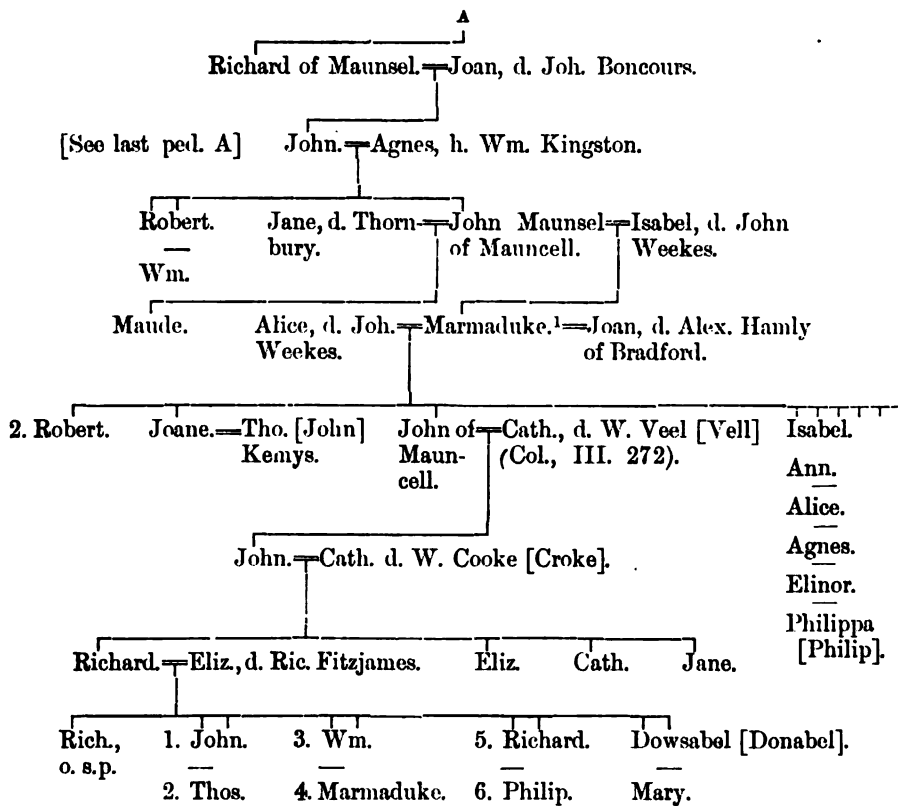 A
Richard of Maunsel. Joan, d. Joh. Boncours.
[See last ped. A] John. Agnes, h. Wm. Kingston.
Robert. Jane, d. Thorn- John Maunsel Isabel, d. John
bury. of Mauncell. Weekes.
Wm.
Maude. Alice, d. Joh. Marmaduke.¹ Joan, d. Alex. Hamly
Weekes. of Bradford.
2. Robert. Joane. Tho. [John] John of Cath., d. W. Veel [Vell] Isabel.
Kemys. Maun- (Col., III. 272).
cell.
Ann.
Alice.
Agnes.
John. Cath. d. W. Cooke [Croke].
Elinor.
Philippa
[Philip].
Richard. Eliz., d. Ric. Fitzjames. Eliz. Cath. Jane.
Rich., 1. John. 3. Wm. 5. Richard. Dowsabel [Donabel].
o. s.p.
2. Thos. 4. Marmaduke. 6. Philip. Mary.